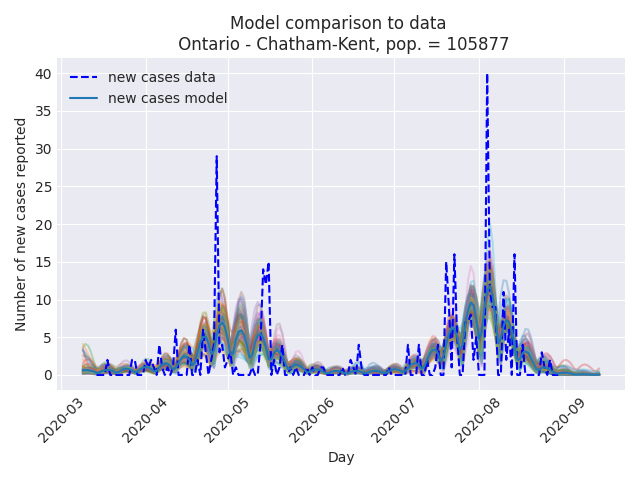 Model comparison to data
Ontario - Chatham-Kent, pop. = 105877
new cases data
new cases model
Number of new cases reported
40
35
30
25
20
15
10
5
0
2020-03
2020-04
2020-05
2020-06
2020-07
2020-08
2020-09
Day